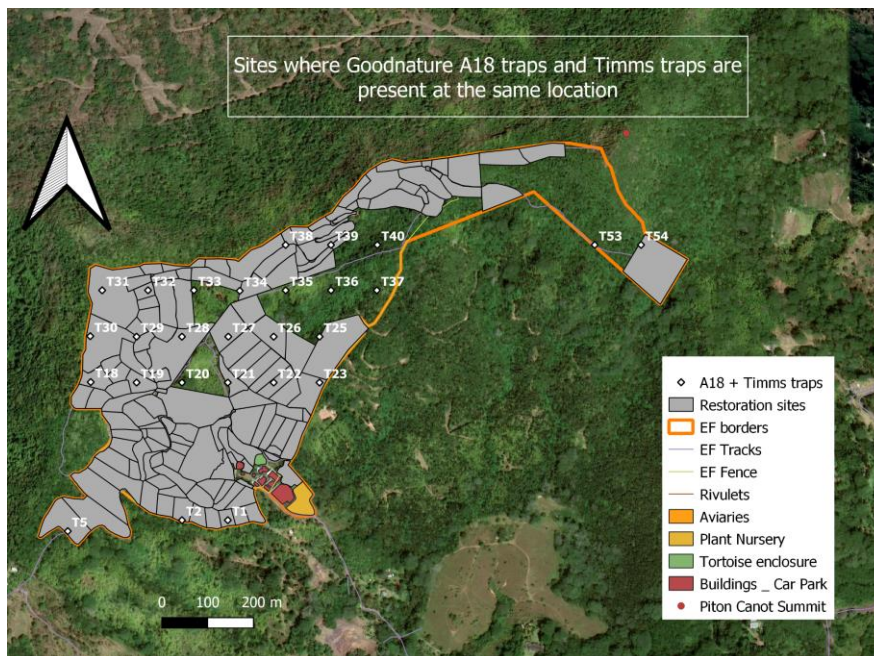 Sites where Goodnature A18 traps and Timms traps are
present at the same location
T38
T39
T40
T53
T54
T31
T32
T33
T34
T35
T36
T37
T30
T29
T28
T27
T26
T25
T18
T19
T20
T21
T22
T23
T5
T2
T1
A18 + Timms traps
Restoration sites
EF borders
EF Tracks
EF Fence
Rivulets
Aviaries
Plant Nursery
Tortoise enclosure
Buildings _ Car Park
Piton Canot Summit
0 100 200 m